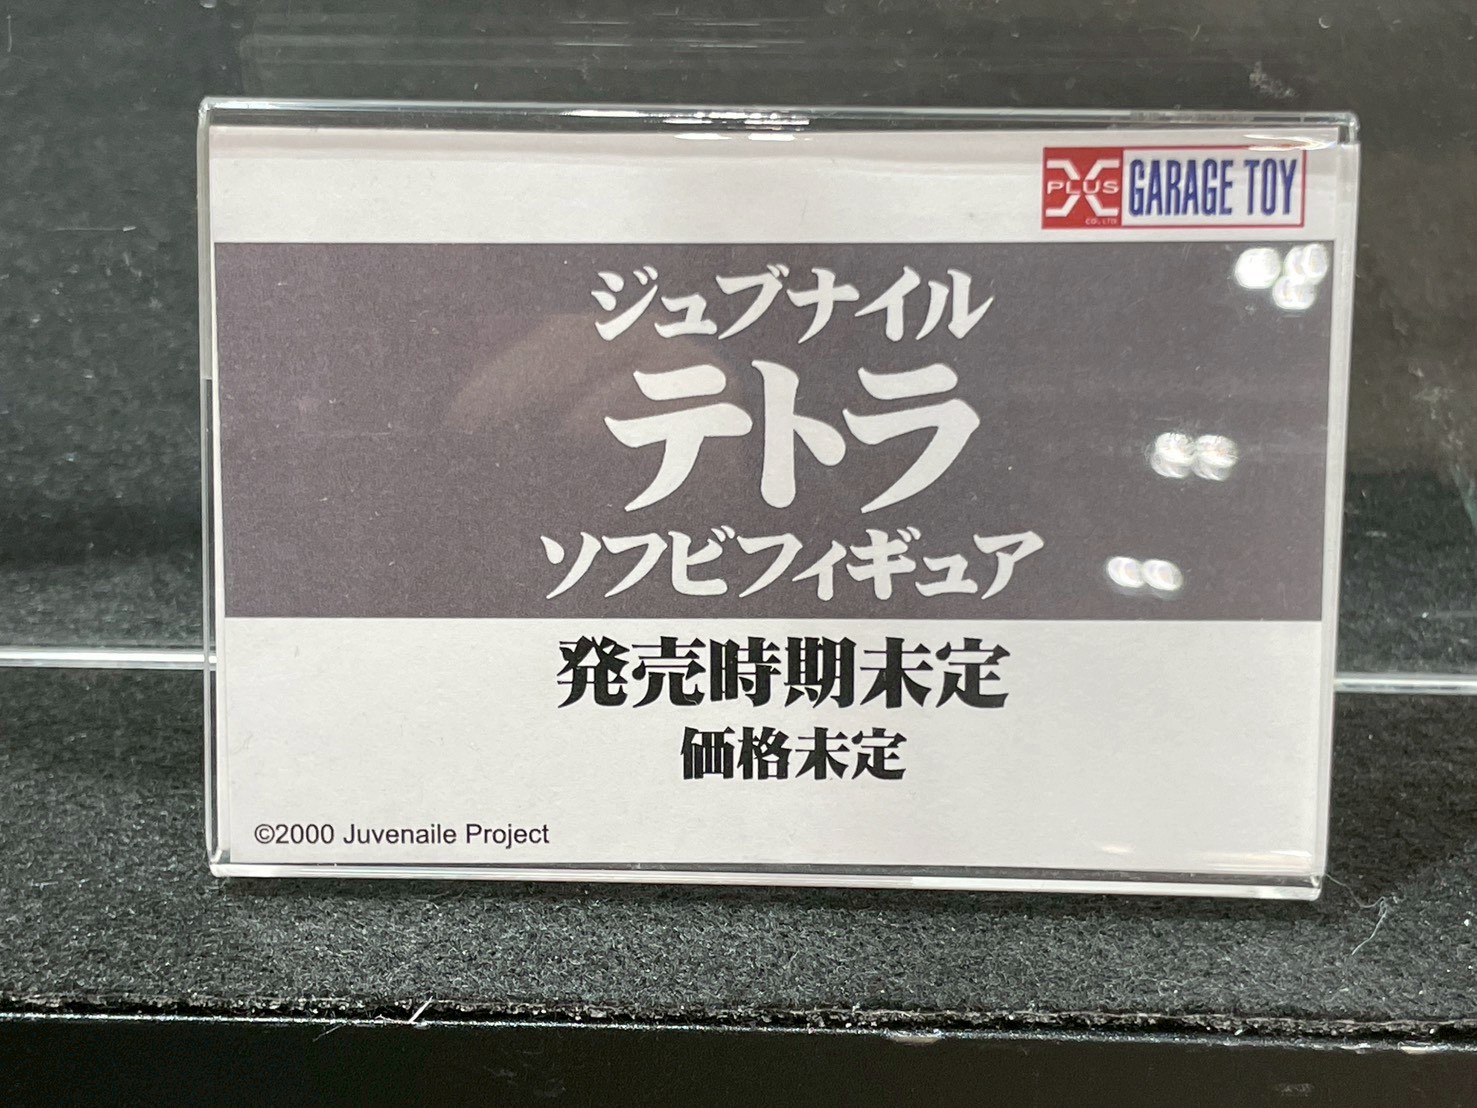 X PLUS CO., LTD. GARAGE TOY
ジュブナイル
テトラ
ソフビフィギュア
発売時期未定
価格未定
©2000 Juvenaile Project